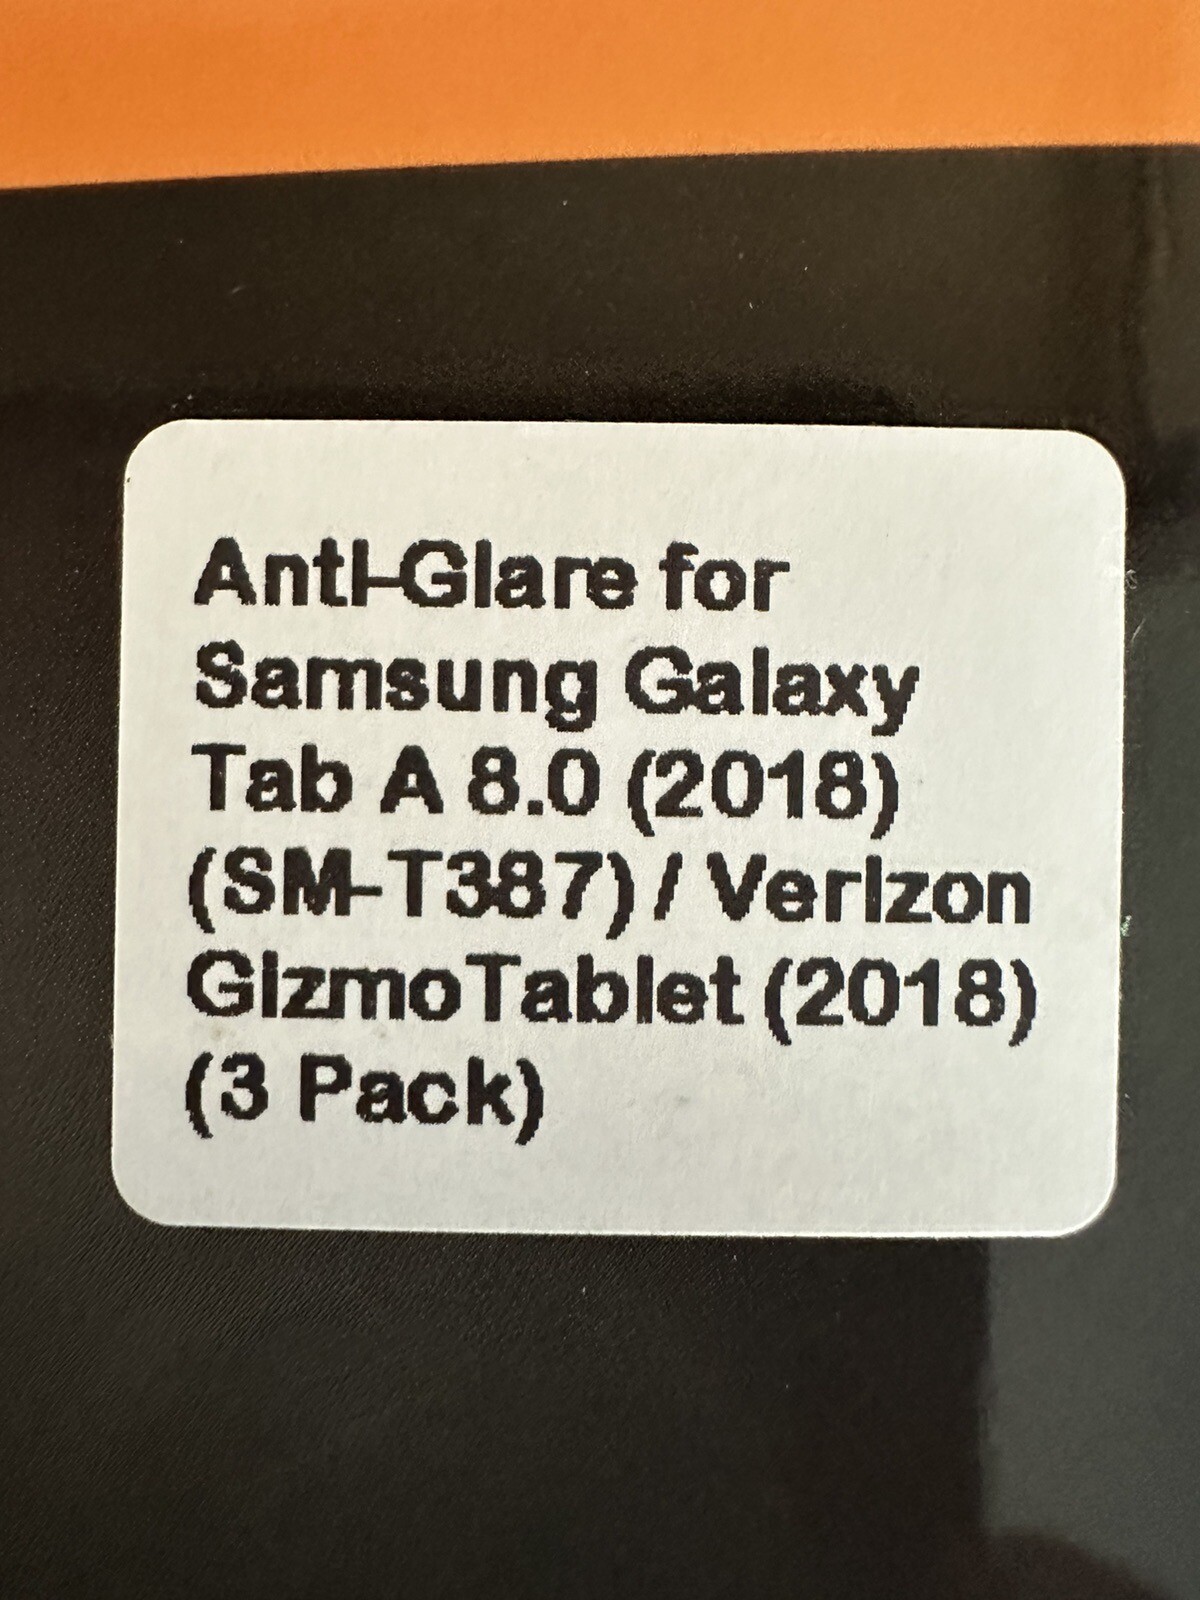 Anti-Glare for
Samsung Galaxy
Tab A 8.0 (2018)
(SM-T387) / Verizon
GizmoTablet (2018)
(3 Pack)